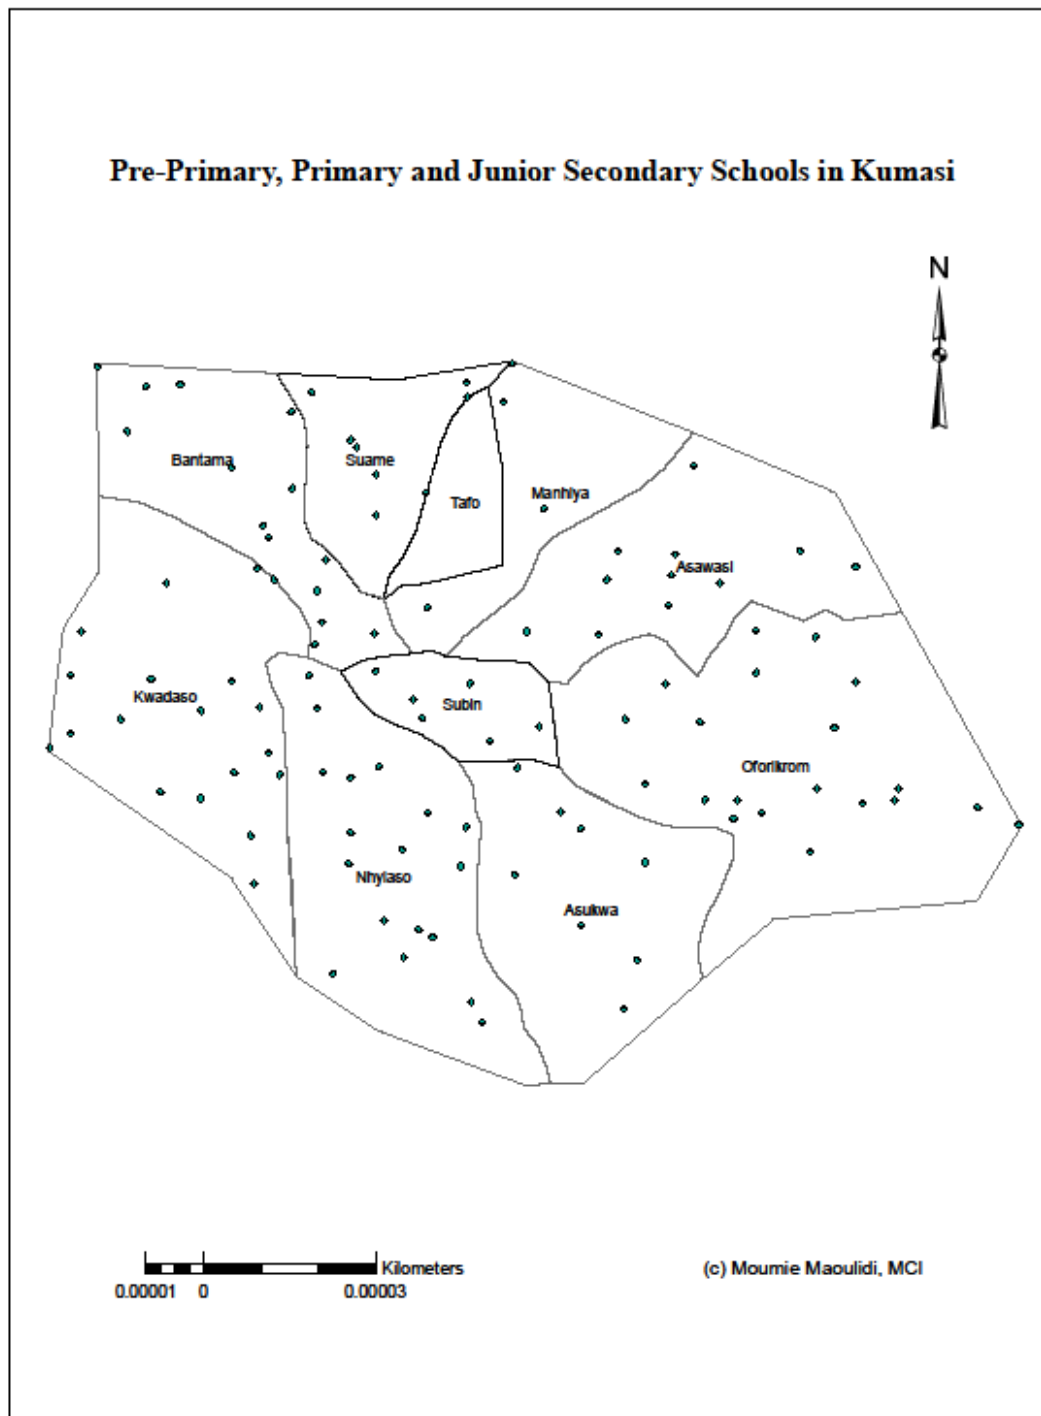 Pre-Primary, Primary and Junior Secondary Schools in Kumasi
N
Bantama
Suame
Tafo
Manhiya
Asawasi
Kwadaso
Subin
Oforikrom
Nhyiaso
Asukwa
Kilometers
0.00001 0 0.00003
(c) Moumie Maoulidi, MCI